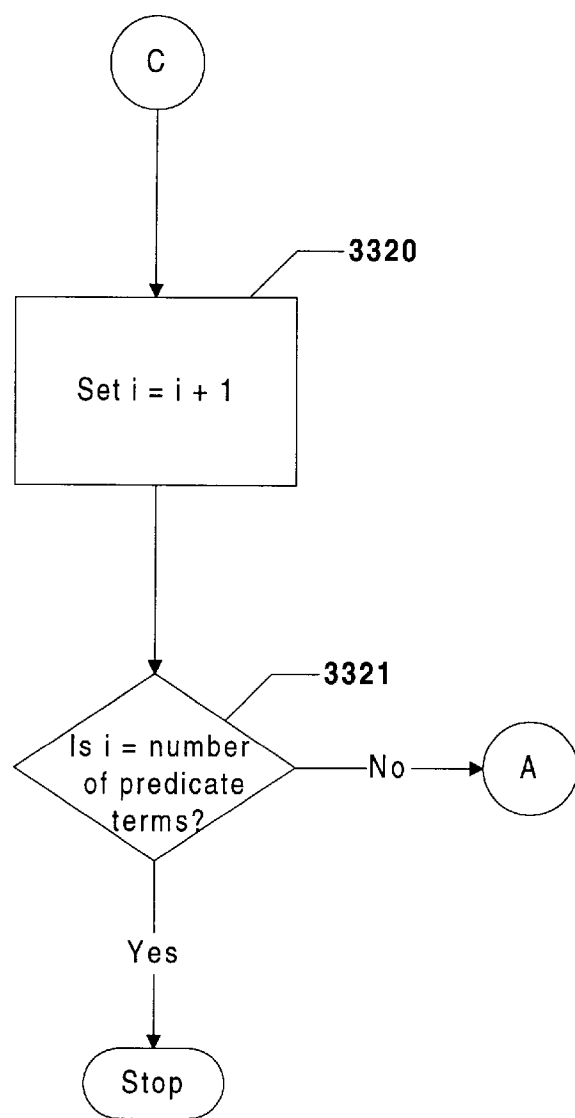 C
3320
Set i = i + 1
3321
Is i = number
of predicate
terms?
No
A
Yes
Stop